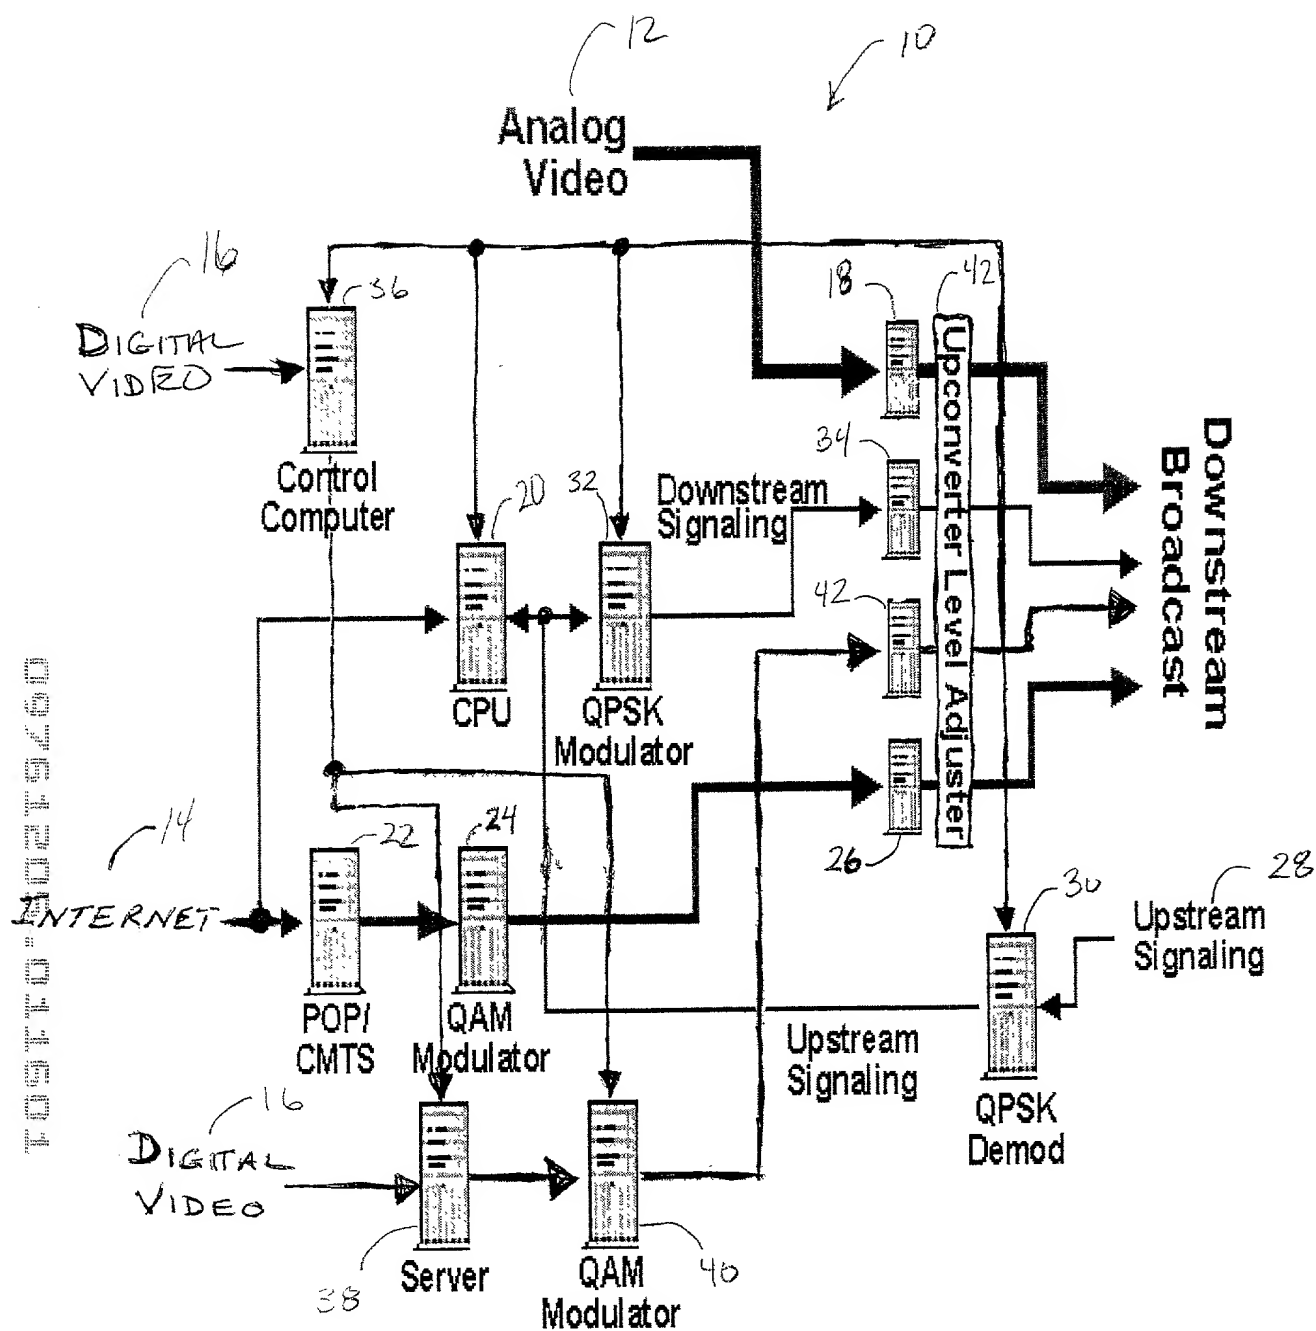 12
10
Analog
Video
16
36
18
42
DIGITAL
VIDEO
Upconverter Level Adjuster
Downstream
Broadcast
34
Control
Computer
20
32
Downstream
Signaling
42
CPU
QPSK
Modulator
14
22
24
26
28
30
INTERNET
Upstream
Signaling
POP/
CMTS
QAM
Modulator
Upstream
Signaling
QPSK
Demod
16
DIGITAL
VIDEO
38
Server
QAM
Modulator
40
09761205.011601